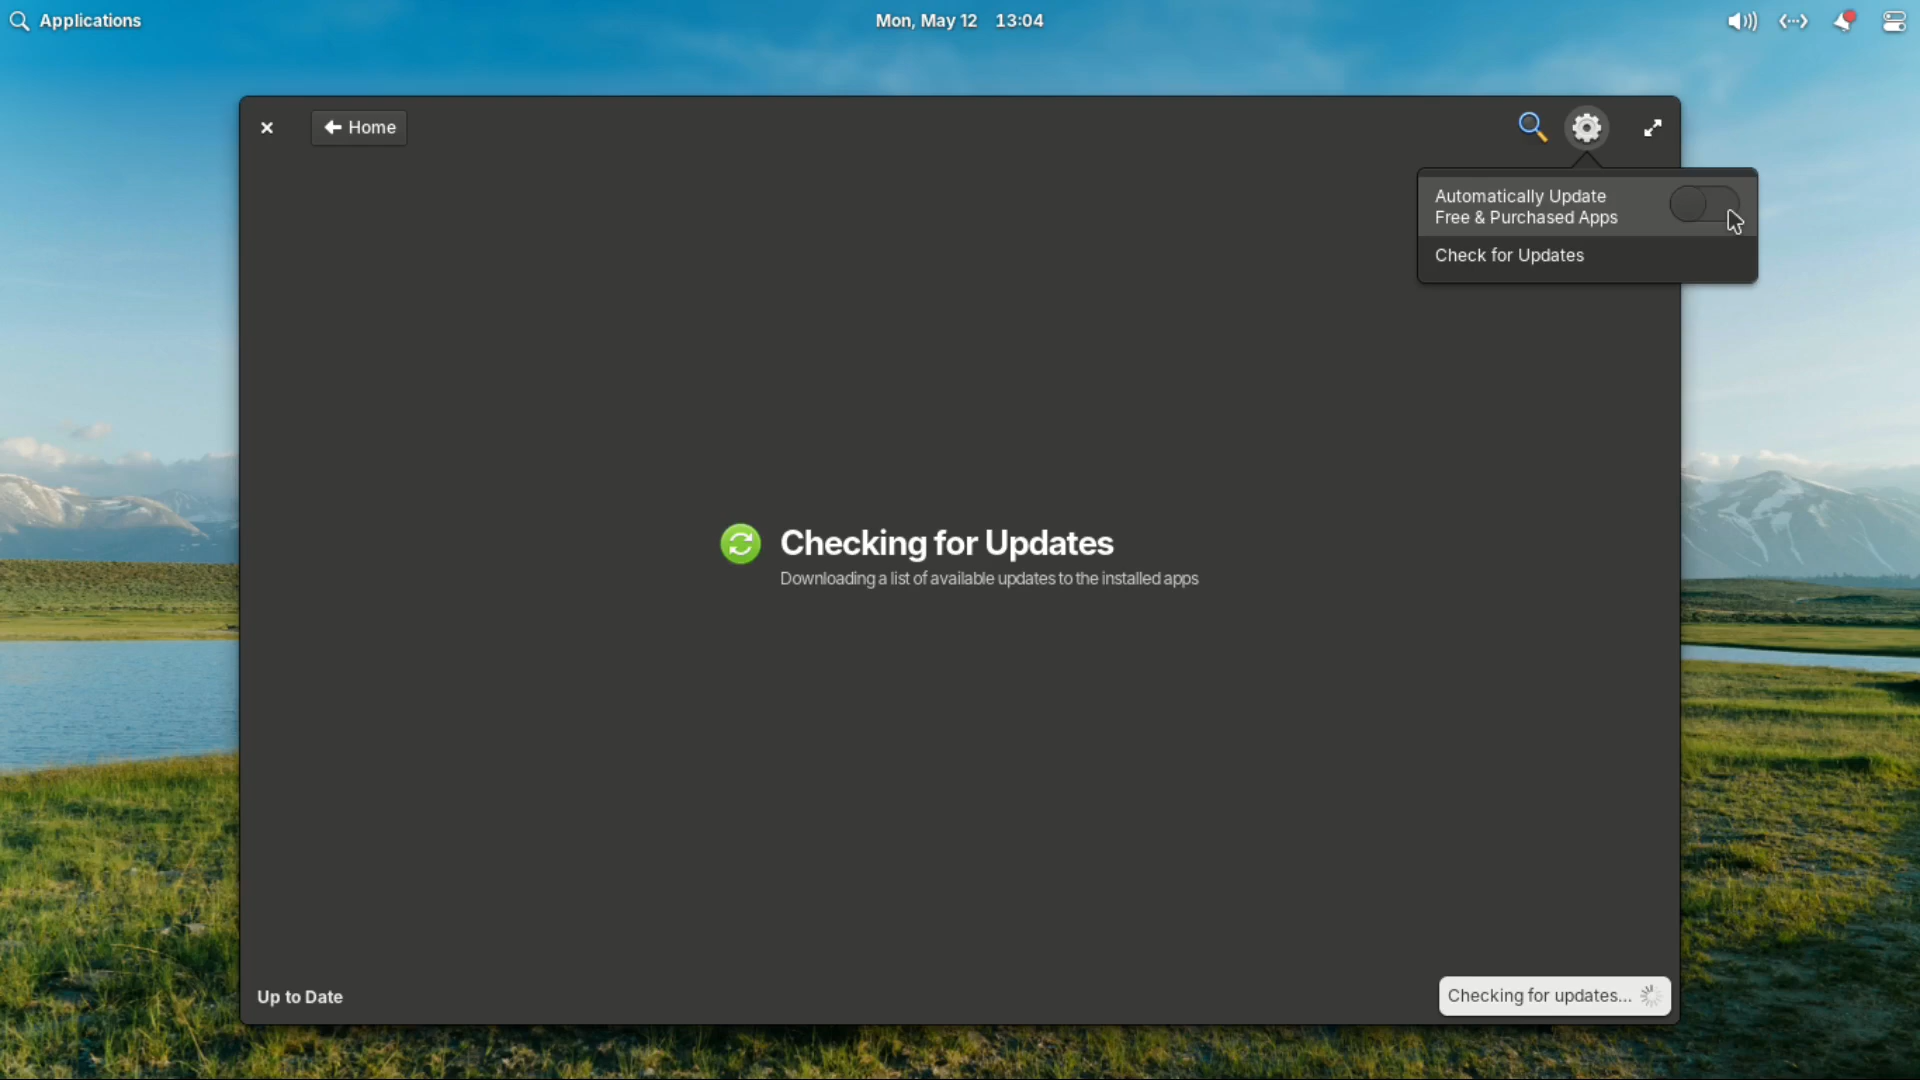 Applications
Mon, May 12 13:04
Home
Automatically Update
Free & Purchased Apps
Check for Updates
Checking for Updates
Downloading a list of available updates to the installed apps
Up to Date
Checking for updates...